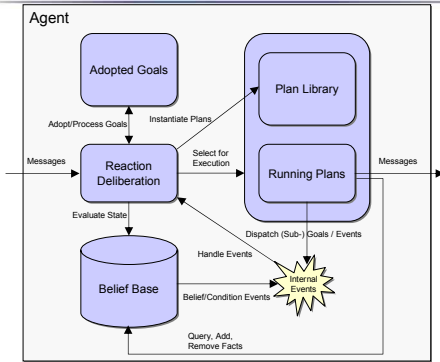 Agent
Adopted Goals
Plan Library
Adopt/Process Goals
Instantiate Plans
Messages
Reaction
Deliberation
Select for
Execution
Running Plans
Messages
Evaluate State
Dispatch (Sub-) Goals / Events
Handle Events
Belief Base
Internal
Events
Belief/Condition Events
Query, Add,
Remove Facts